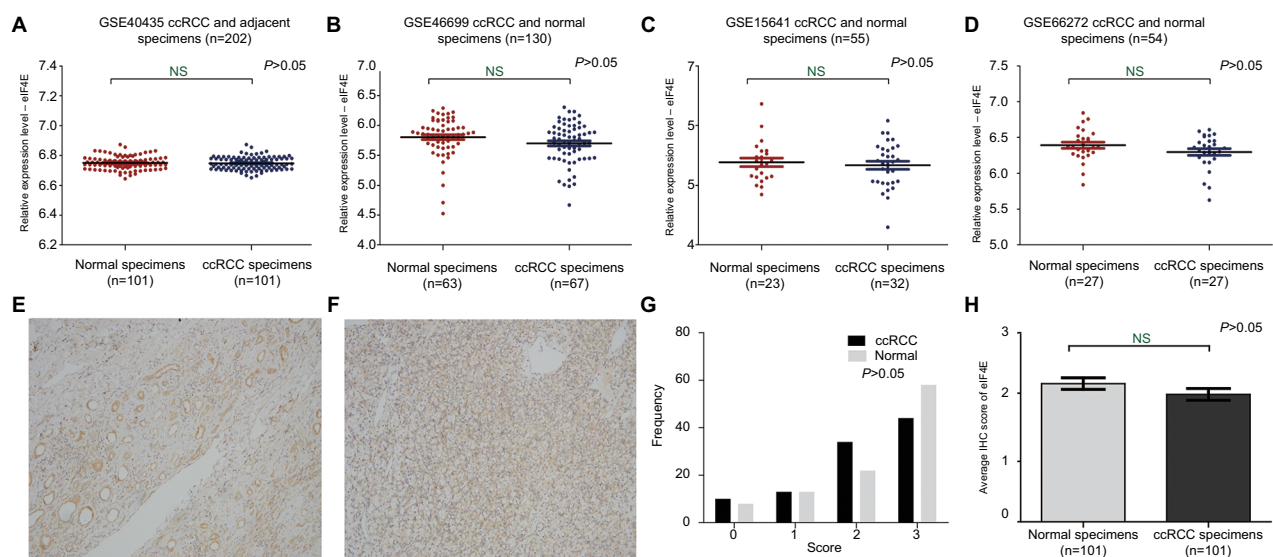 A
GSE40435 ccRCC and adjacent
specimens (n=202)
P>0.05
NS
Relative expression level – eIF4E
7.4
7.2
7.0
6.8
6.6
6.4
6.2
Normal specimens
(n=101)
ccRCC specimens
(n=101)
B
GSE46699 ccRCC and normal
specimens (n=130)
P>0.05
NS
Relative expression level – eIF4E
7.0
6.5
6.0
5.5
5.0
4.5
4.0
Normal specimens
(n=63)
ccRCC specimens
(n=67)
C
GSE15641 ccRCC and normal
specimens (n=55)
P>0.05
NS
Relative expression level – eIF4E
7
5
5
4
Normal specimens
(n=23)
ccRCC specimens
(n=32)
D
GSE66272 ccRCC and normal
specimens (n=54)
P>0.05
NS
Relative expression level – eIF4E
7.5
7.0
6.5
6.0
5.5
5.0
Normal specimens
(n=27)
ccRCC specimens
(n=27)
E
F
G
80
60
40
20
0
Frequency
ccRCC
Normal
P>0.05
0
1
2
3
Score
H
P>0.05
NS
Average IHC score of eIF4E
3
2
1
0
Normal specimens
(n=101)
ccRCC specimens
(n=101)